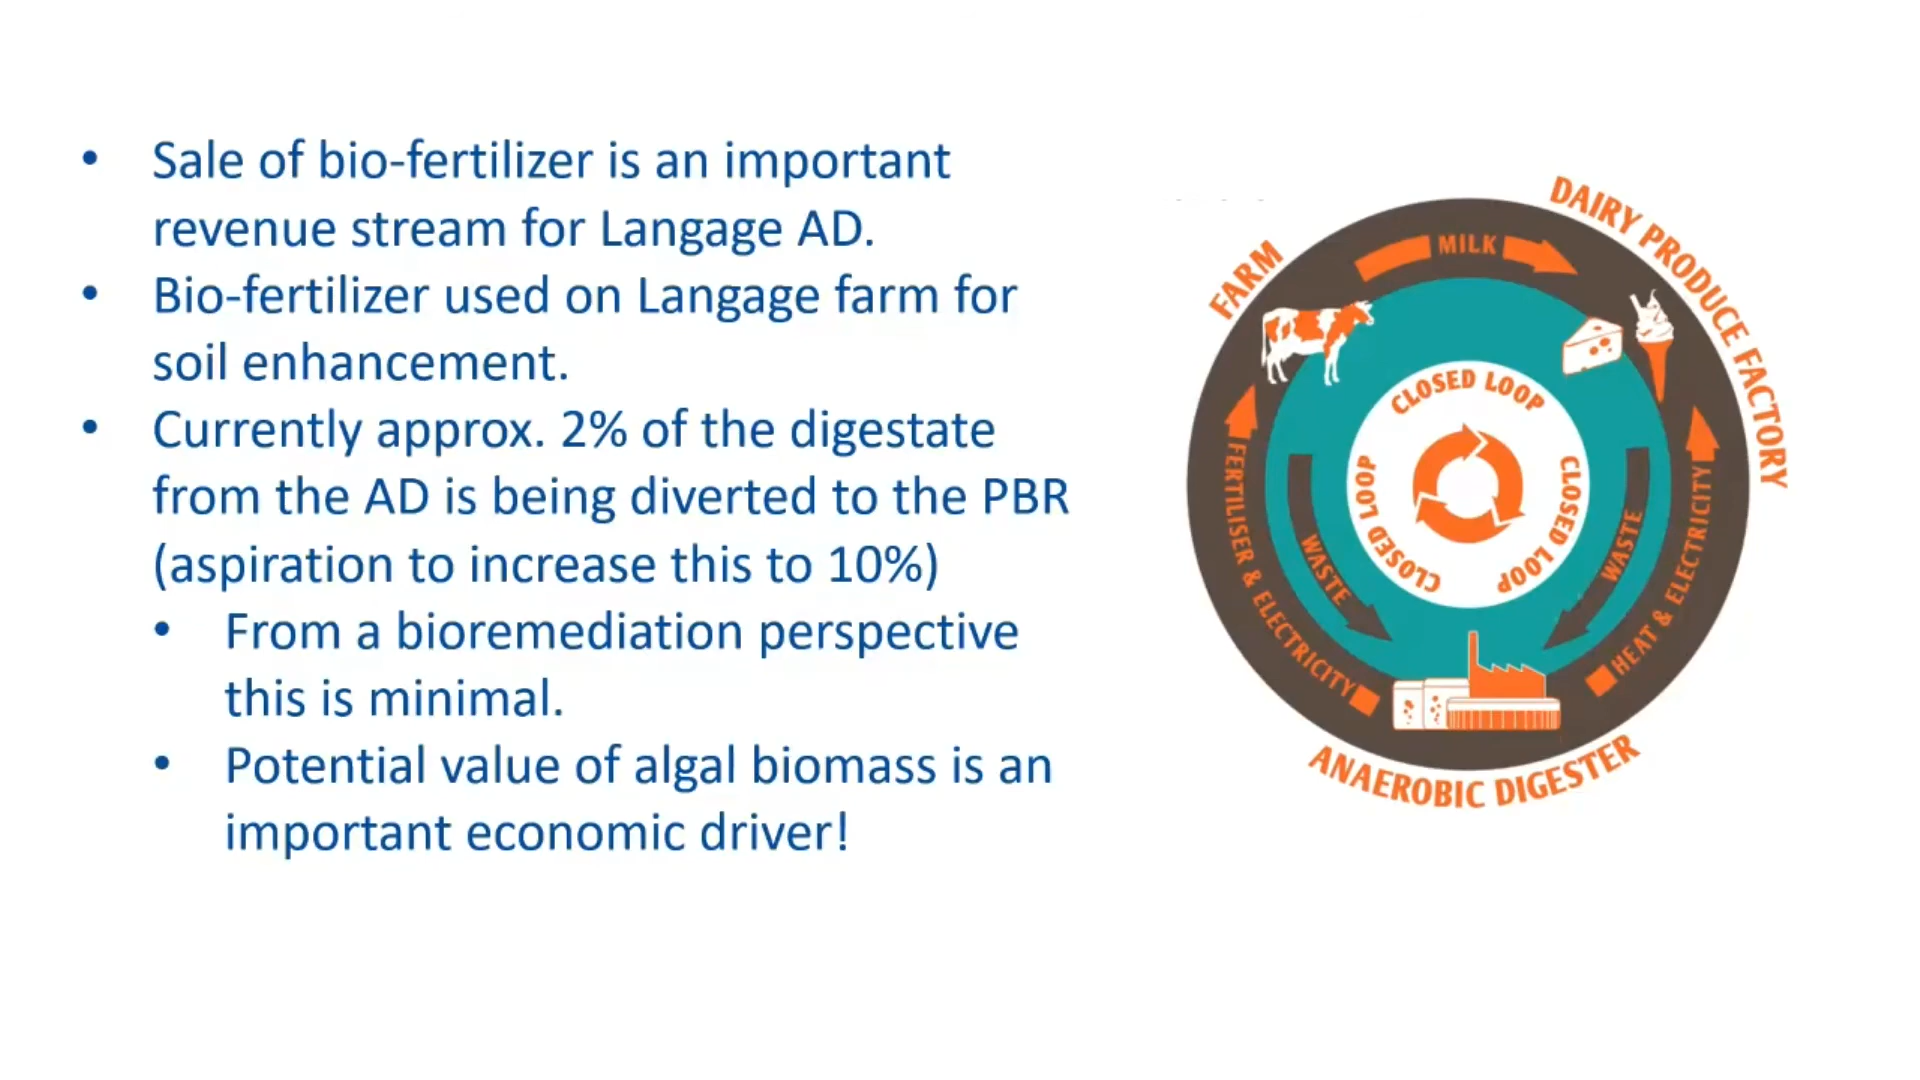 • Sale of bio-fertilizer is an important
revenue stream for Langage AD.
• Bio-fertilizer used on Langage farm for
soil enhancement.
• Currently approx. 2% of the digestate
from the AD is being diverted to the PBR
(aspiration to increase this to 10%)
• From a bioremediation perspective
this is minimal.
• Potential value of algal biomass is an
important economic driver!
FARM
DAIRY PRODUCE FACTORY
MILK
CLOSED LOOP
CLOSED LOOP
CLOSED LOOP
FERTILISER & ELECTRICITY
WASTE
WASTE
HEAT & ELECTRICITY
ANAEROBIC DIGESTER